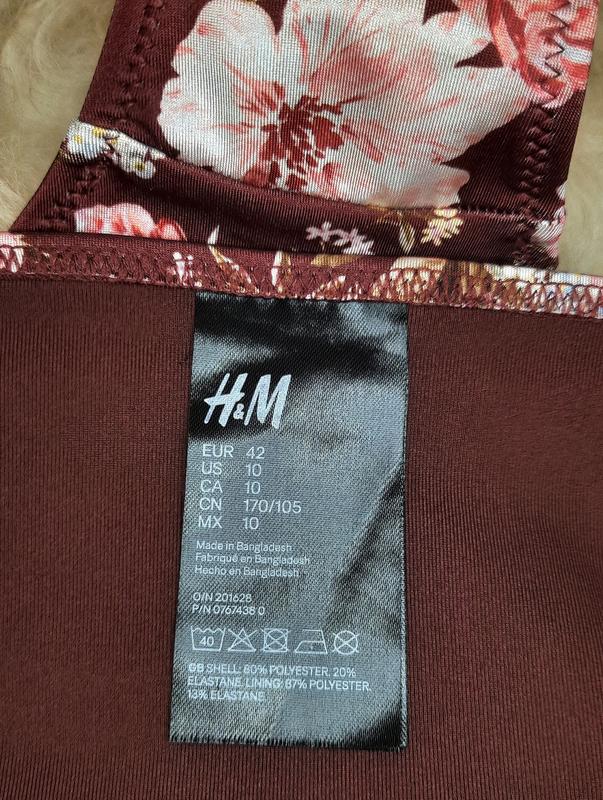 H&M
EUR 42
US 10
CA 10
CN 170/105
MX 10
Made in Bangladesh
Fabriqué en Bangladesh
Hecho en Bangladesh
O/N 201628
P/N 0767438 0
40
GB SHELL: 80% POLYESTER. 20%
ELASTANE. LINING: 87% POLYESTER.
13% ELASTANE.